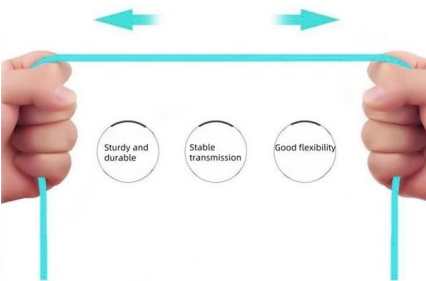 Sturdy and
durable
Stable
transmission
Good flexibility